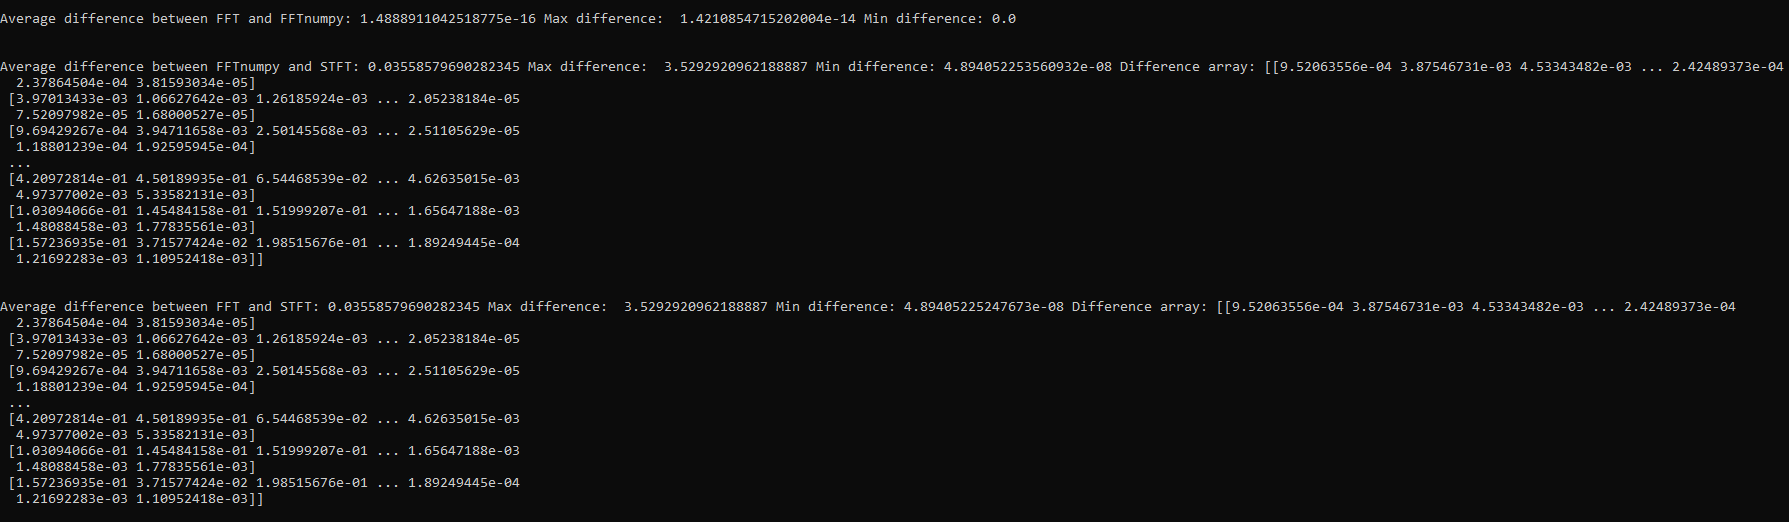 Average difference between FFT and FFTnumpy: 1.4888911042518775e-16 Max difference:  1.4210854715202004e-14 Min difference: 0.0
Average difference between FFTnumpy and STFT: 0.03558579690282345 Max difference:  3.5292920962188887 Min difference: 4.894052253560932e-08 Difference array: [[9.52063556e-04 3.87546731e-03 4.53343482e-03 ... 2.42489373e-04
  2.37864504e-04 3.81593034e-05]
 [3.97013433e-03 1.06627642e-03 1.26185924e-03 ... 2.05238184e-05
  7.52097982e-05 1.68000527e-05]
 [9.69429267e-04 3.94711658e-03 2.50145568e-03 ... 2.51105629e-05
  1.18801239e-04 1.92595945e-04]
 ...
 [4.20972814e-01 4.50189935e-01 6.54468539e-02 ... 4.62635015e-03
  4.97377002e-03 5.33582131e-03]
 [1.03094066e-01 1.45484158e-01 1.51999207e-01 ... 1.65647188e-03
  1.48088458e-03 1.77835561e-03]
 [1.57236935e-01 3.71577424e-02 1.98515676e-01 ... 1.89249445e-04
  1.21692283e-03 1.10952418e-03]]
Average difference between FFT and STFT: 0.03558579690282345 Max difference:  3.5292920962188887 Min difference: 4.89405225247673e-08 Difference array: [[9.52063556e-04 3.87546731e-03 4.53343482e-03 ... 2.42489373e-04
  2.37864504e-04 3.81593034e-05]
 [3.97013433e-03 1.06627642e-03 1.26185924e-03 ... 2.05238184e-05
  7.52097982e-05 1.68000527e-05]
 [9.69429267e-04 3.94711658e-03 2.50145568e-03 ... 2.51105629e-05
  1.18801239e-04 1.92595945e-04]
 ...
 [4.20972814e-01 4.50189935e-01 6.54468539e-02 ... 4.62635015e-03
  4.97377002e-03 5.33582131e-03]
 [1.03094066e-01 1.45484158e-01 1.51999207e-01 ... 1.65647188e-03
  1.48088458e-03 1.77835561e-03]
 [1.57236935e-01 3.71577424e-02 1.98515676e-01 ... 1.89249445e-04
  1.21692283e-03 1.10952418e-03]]